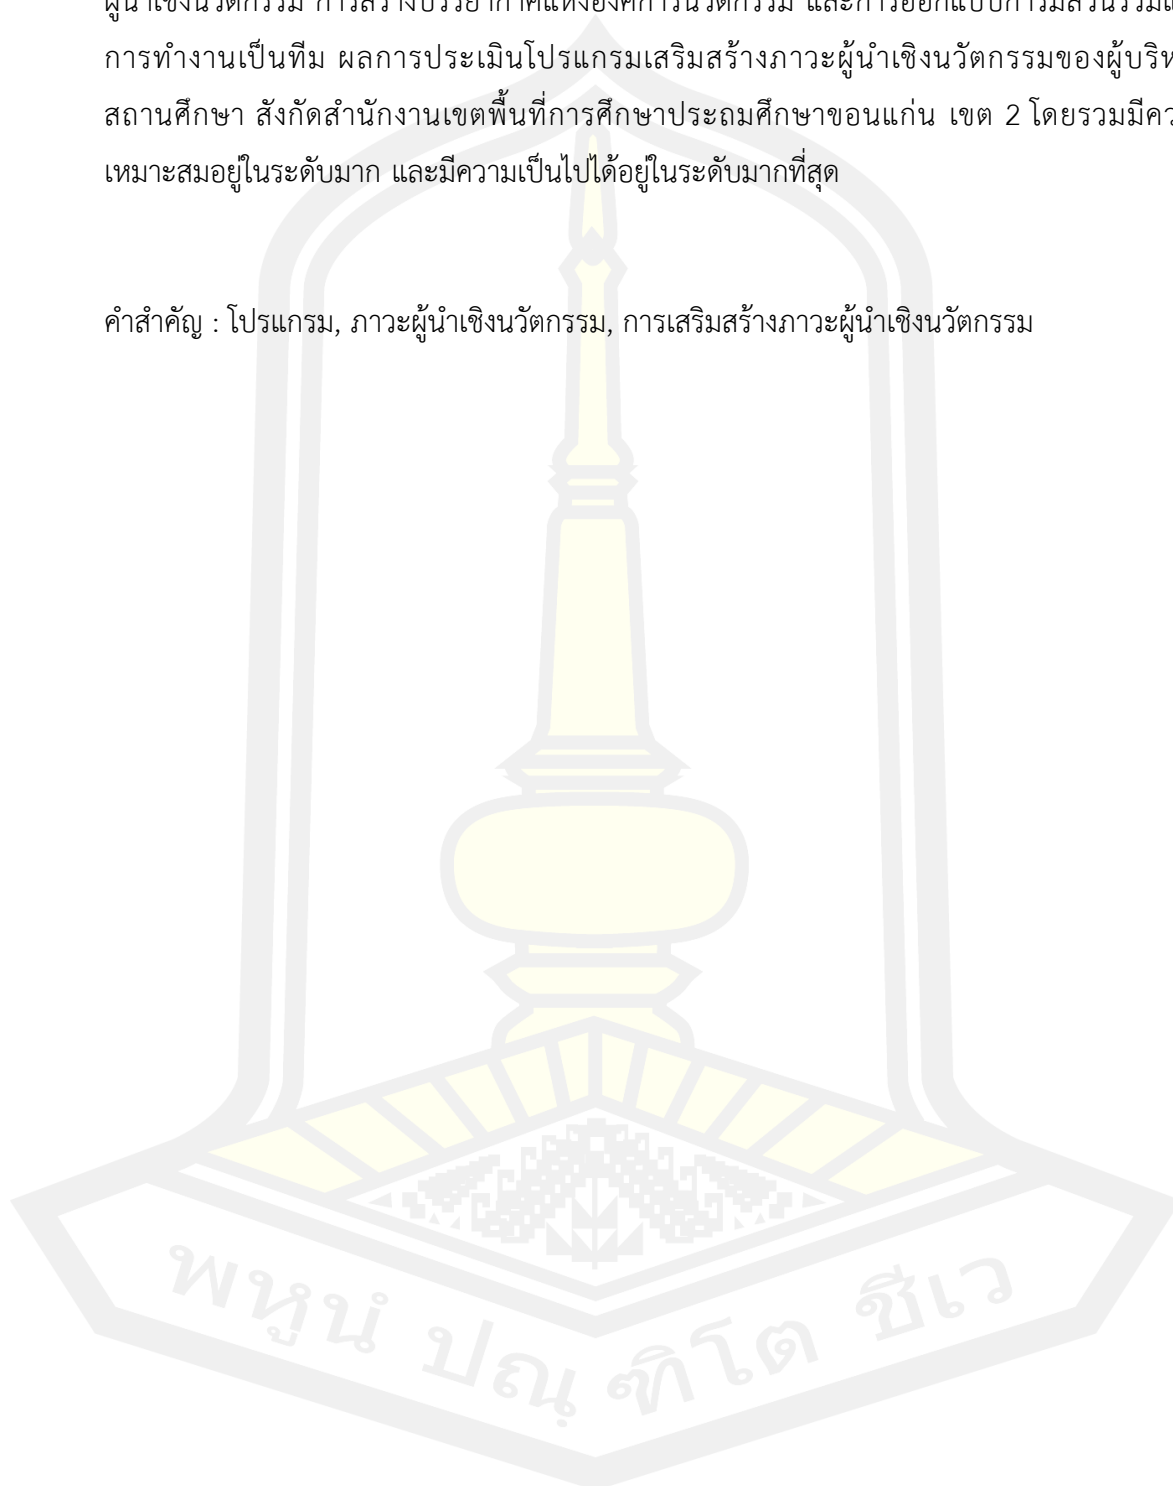 ผู้นำเชิงนวัตกรรม การสร้างบรรยากาศแห่งองค์การนวัตกรรม และการออกแบบการมีส่วนร่วม
การทำงานเป็นทีม ผลการประเมินโปรแกรมเสริมสร้างภาวะผู้นำเชิงนวัตกรรมของผู้บริห
สถานศึกษา สังกัดสำนักงานเขตพื้นที่การศึกษาประถมศึกษาขอนแก่น เขต 2 โดยรวมมีคว
เหมาะสมอยู่ในระดับมาก และมีความเป็นไปได้อยู่ในระดับมากที่สุด
คำสำคัญ : โปรแกรม, ภาวะผู้นำเชิงนวัตกรรม, การเสริมสร้างภาวะผู้นำเชิงนวัตกรรม
พหูนํ ปณฺฑิโต ชีเว